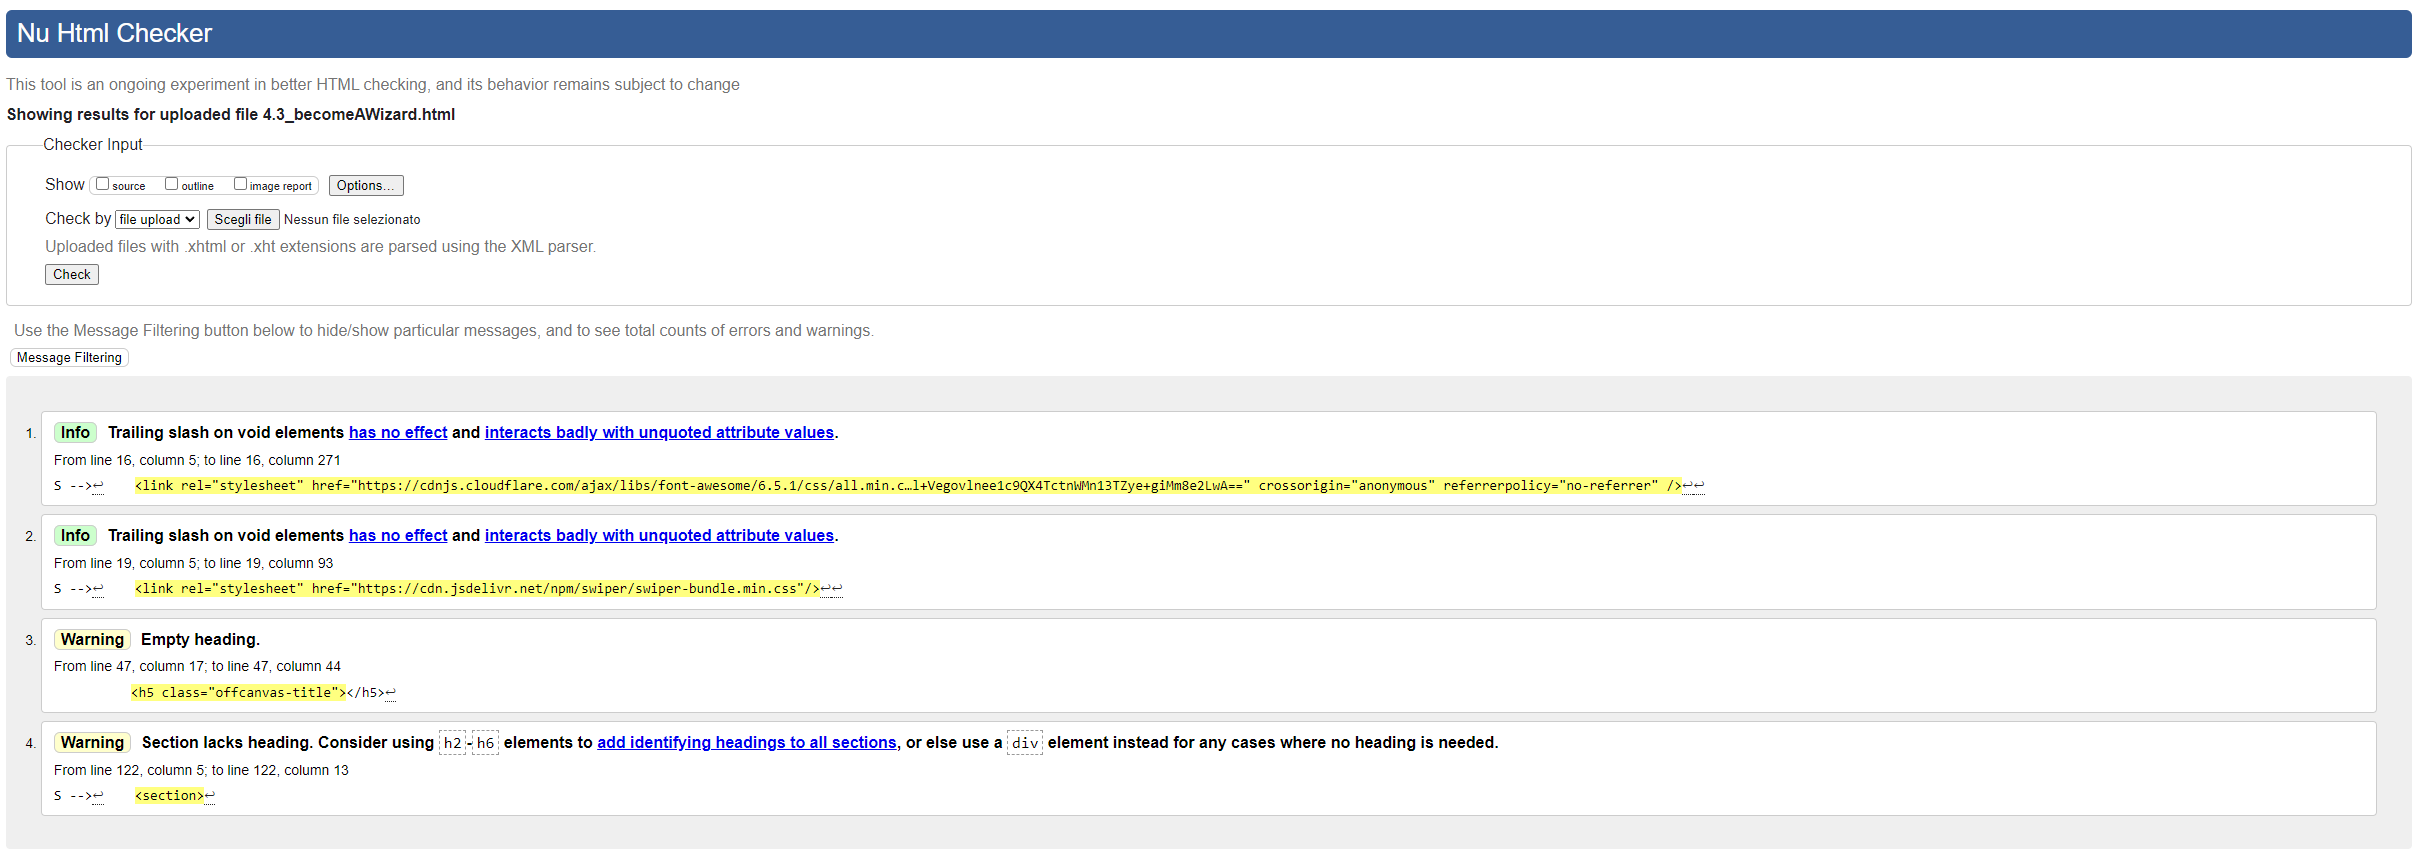 Nu Html Checker
This tool is an ongoing experiment in better HTML checking, and its behavior remains subject to change
Showing results for uploaded file 4.3_becomeAWizard.html
Checker Input
Show source outline image report Options...
Check by file upload Scegli file Nessun file selezionato
Uploaded files with .xhtml or .xht extensions are parsed using the XML parser.
Check
Use the Message Filtering button below to hide/show particular messages, and to see total counts of errors and warnings.
Message Filtering
1. Info Trailing slash on void elements has no effect and interacts badly with unquoted attribute values.
From line 16, column 5; to line 16, column 271
S -->↩ <link rel="stylesheet" href="https://cdnjs.cloudflare.com/ajax/libs/font-awesome/6.5.1/css/all.min.c…l+Vegovlnee1c9QX4TctnWMn13TZye+giMm8e2LwA==" crossorigin="anonymous" referrerpolicy="no-referrer" />↩↩
2. Info Trailing slash on void elements has no effect and interacts badly with unquoted attribute values.
From line 19, column 5; to line 19, column 93
S -->↩ <link rel="stylesheet" href="https://cdn.jsdelivr.net/npm/swiper/swiper-bundle.min.css"/>↩↩
3. Warning Empty heading.
From line 47, column 17; to line 47, column 44
<h5 class="offcanvas-title"></h5>↩
4. Warning Section lacks heading. Consider using h2-h6 elements to add identifying headings to all sections, or else use a div element instead for any cases where no heading is needed.
From line 122, column 5; to line 122, column 13
S -->↩ <section>↩